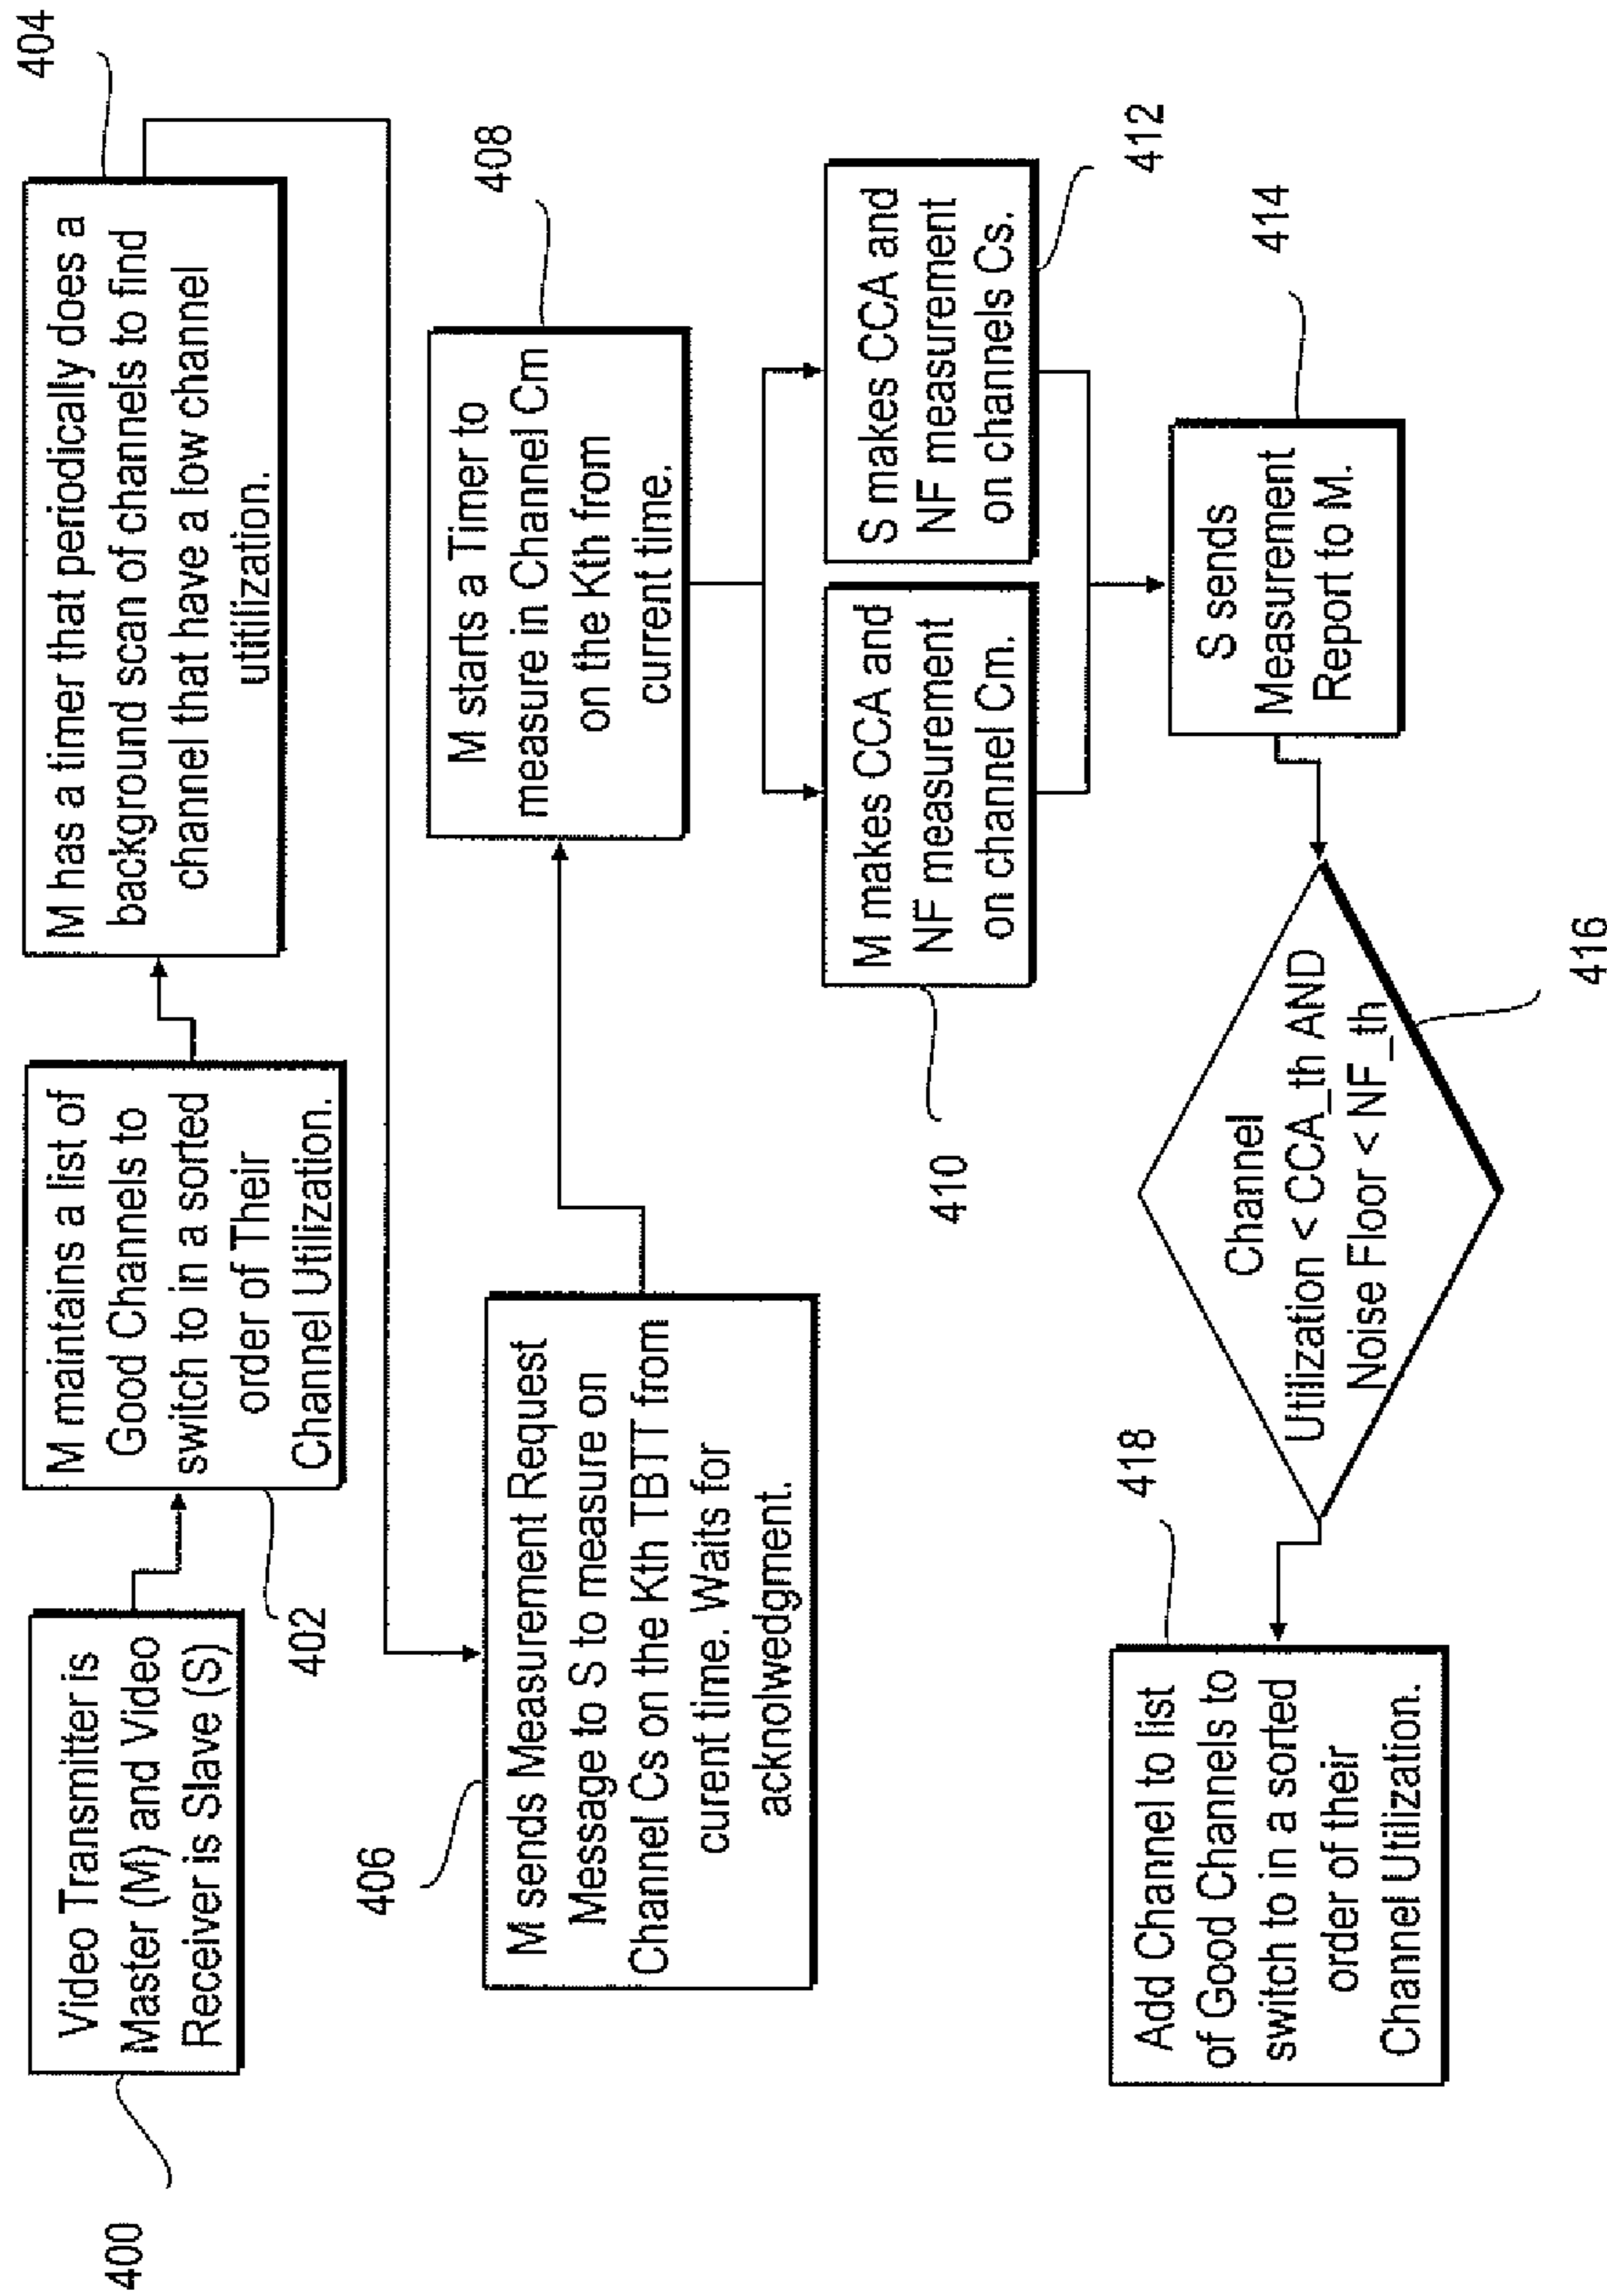 400
Video Transmitter is
Master (M) and Video
Receiver is Slave (S)
402
M maintains a list of
Good Channels to
switch to in a sorted
order of Their
Channel Utilization.
404
M has a timer that periodically does a
background scan of channels to find
channel that have a low channel
utitilization.
406
M sends Measurement Request
Message to S to measure on
Channel Cs on the Kth TBTT from
curent time. Waits for
acknolwedgment.
408
M starts a Timer to
measure in Channel Cm
on the Kth from
current time.
410
M makes CCA and
NF measurement
on channel Cm.
S makes CCA and
NF measurement
on channels Cs.
412
S sends
Measurement
Report to M.
414
Channel
Utilization < CCA_th AND
Noise Floor < NF_th
416
418
Add Channel to list
of Good Channels to
switch to in a sorted
order of their
Channel Utilization.